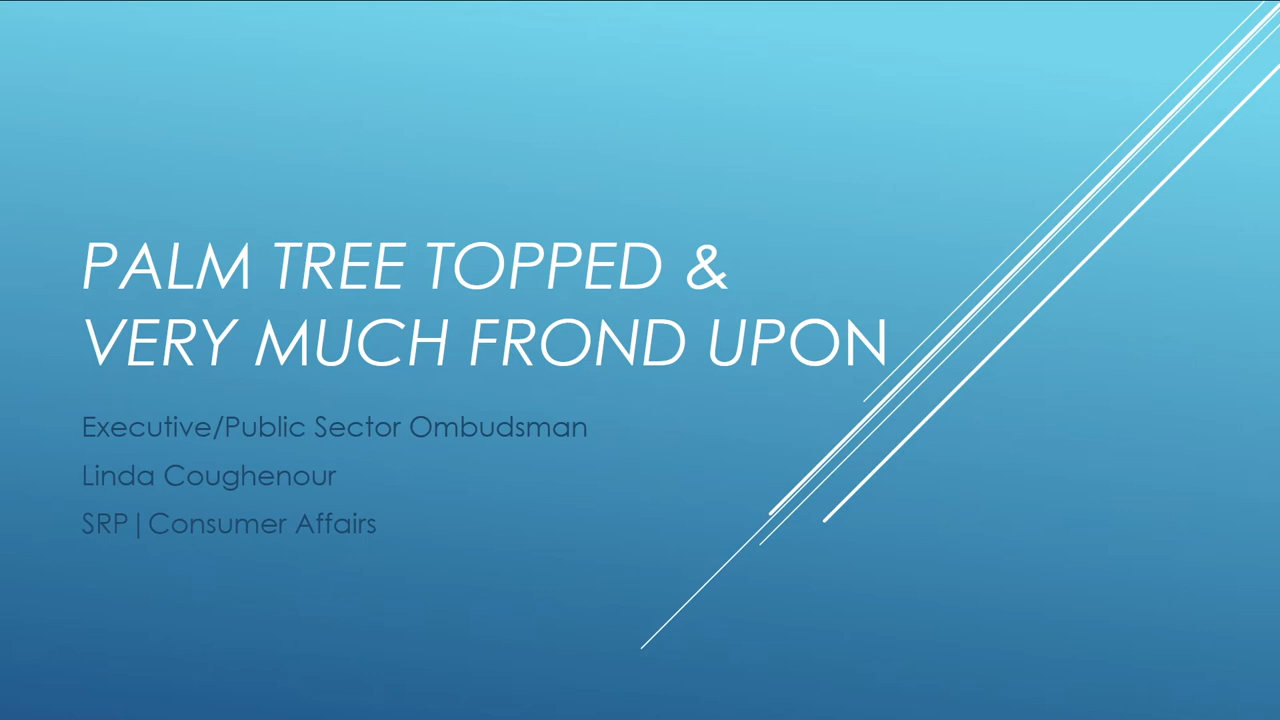 PALM TREE TOPPED &
VERY MUCH FROND UPON
Executive/Public Sector Ombudsman
Linda Coughenour
SRP|Consumer Affairs